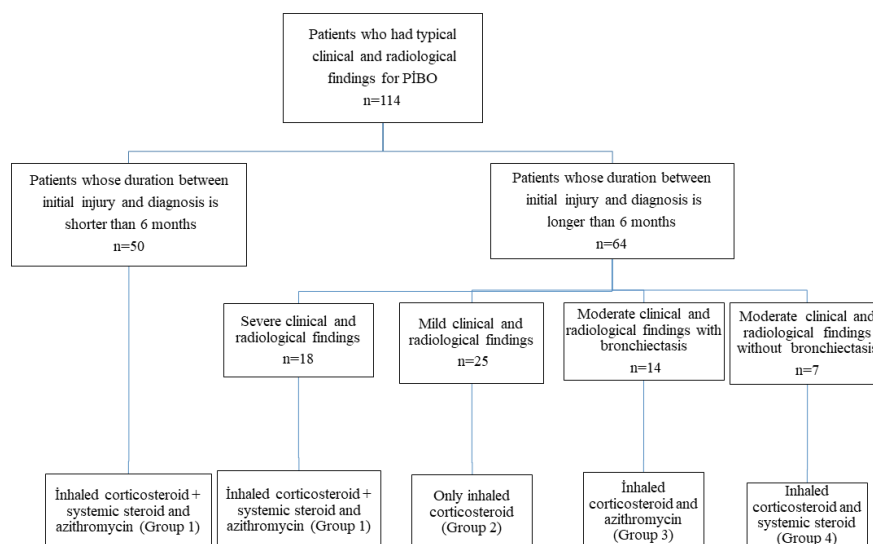 Patients who had typical
clinical and radiological
findings for PİBO
n=114
Patients whose duration between
initial injury and diagnosis is
shorter than 6 months
n=50
Patients whose duration between
initial injury and diagnosis is
longer than 6 months
n=64
Severe clinical and
radiological findings
n=18
Mild clinical and
radiological findings
n=25
Moderate clinical and
radiological findings with
bronchiectasis
n=14
Moderate clinical and
radiological findings
without bronchiectasis
n=7
İnhaled corticosteroid +
systemic steroid and
azithromycin (Group 1)
İnhaled corticosteroid +
systemic steroid and
azithromycin (Group 1)
Only inhaled
corticosteroid
(Group 2)
İnhaled
corticosteroid and
azithromycin
(Group 3)
Inhaled
corticosteroid and
systemic steroid
(Group 4)